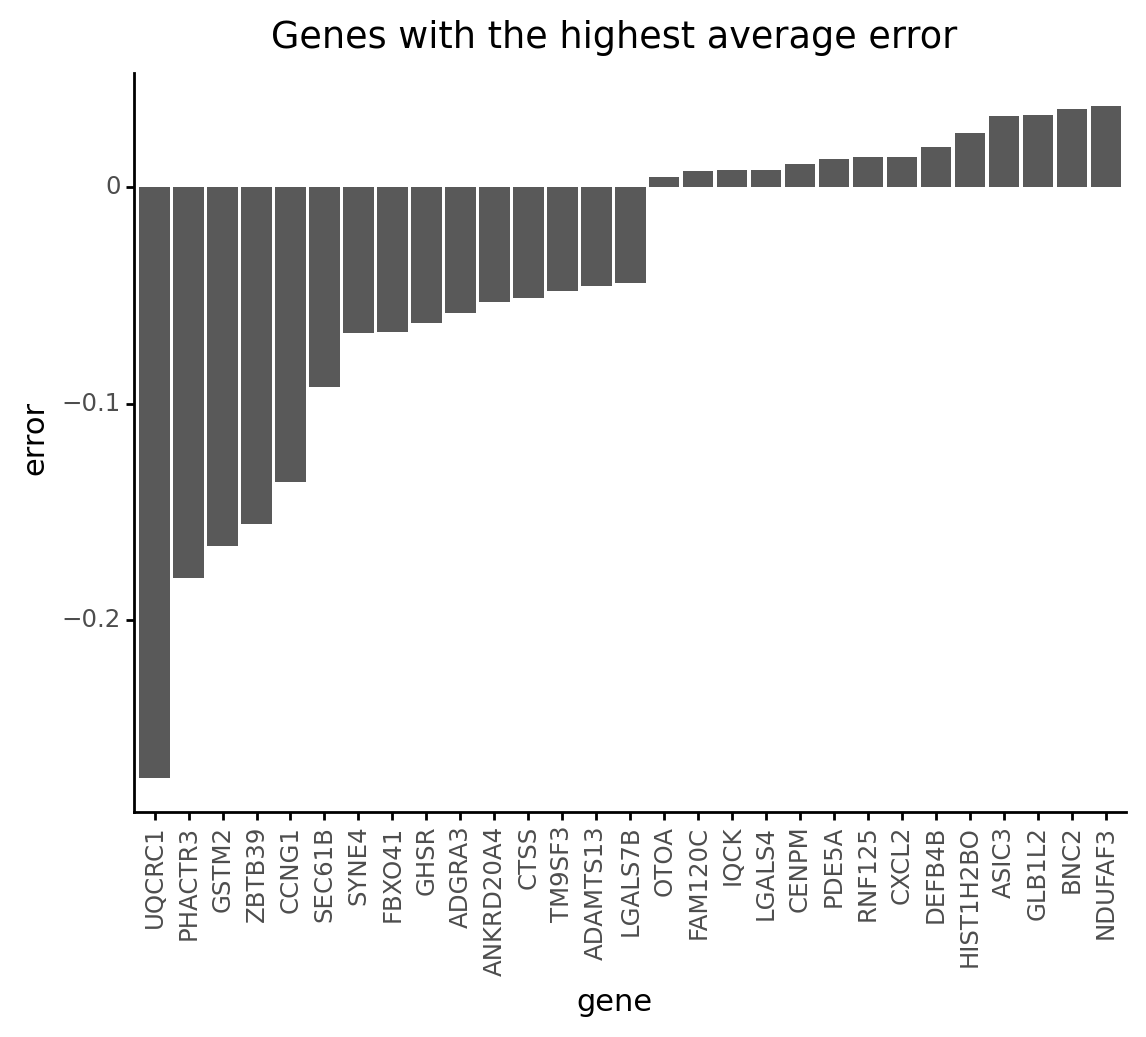 Genes with the highest average error
0
−0.1
−0.2
error
UQCRC1
PHACTR3
GSTM2
ZBTB39
CCNG1
SEC61B
SYNE4
FBXO41
GHSR
ADGRA3
ANKRD20A4
CTSS
TM9SF3
ADAMTS13
LGALS7B
OTOA
FAM120C
IQCK
LGALS4
CENPM
PDE5A
RNF125
CXCL2
DEFB4B
HIST1H2BO
ASIC3
GLB1L2
BNC2
NDUFAF3
gene